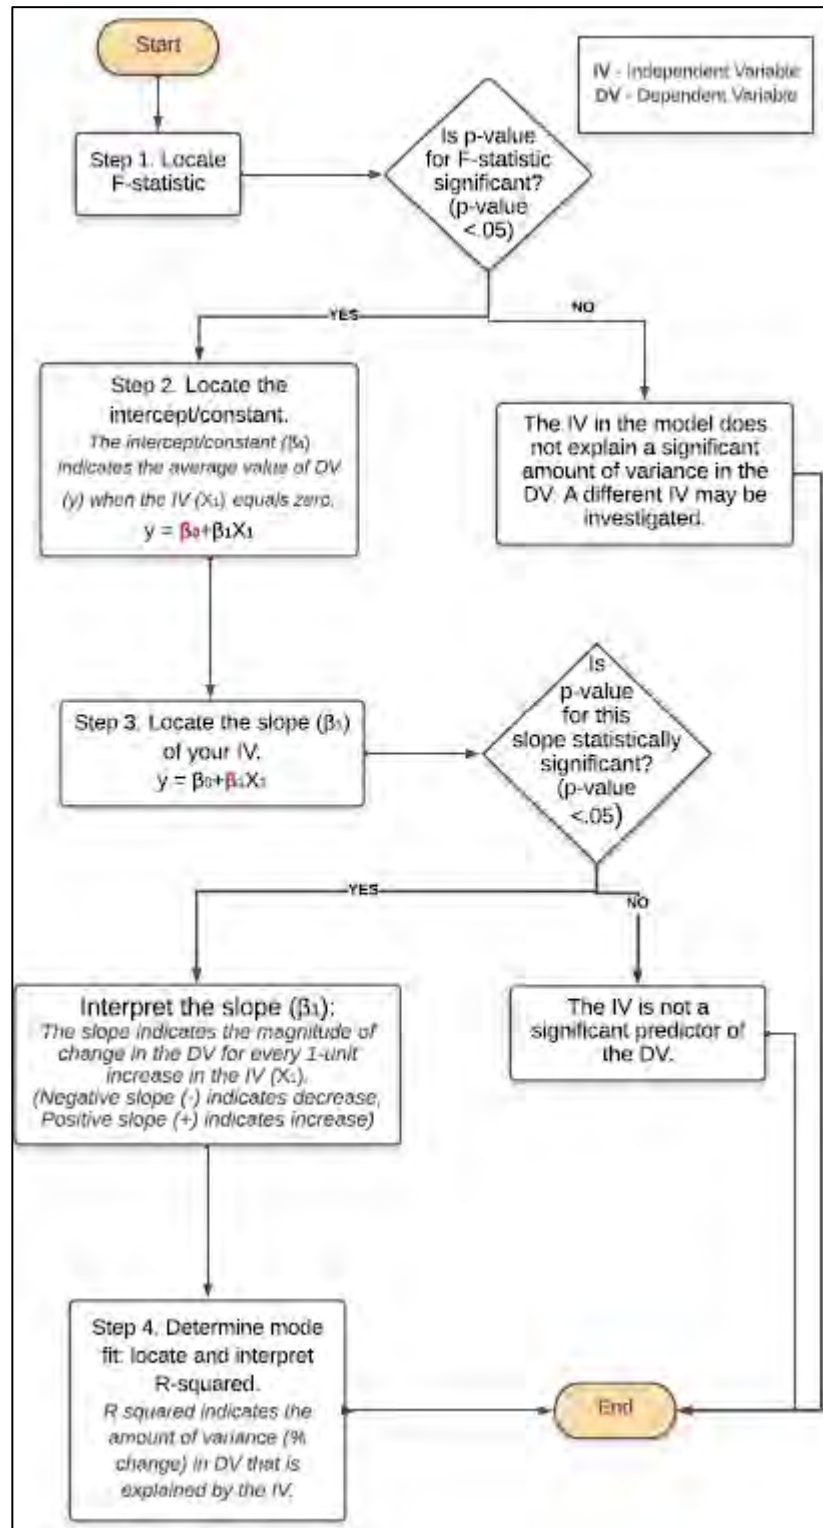 Start
IV - Independent Variable
DV - Dependent Variable
Step 1. Locate
F-statistic
Is p-value
for F-statistic
significant?
(p-value
<.05)
YES
NO
Step 2. Locate the
intercept/constant.
The intercept/constant (β₀)
indicates the average value of DV
(y) when the IV (X₁) equals zero.
y = β₀+β₁X₁
The IV in the model does
not explain a significant
amount of variance in the
DV. A different IV may be
investigated.
Step 3. Locate the slope (β₁)
of your IV.
y = β₀+β₁X₁
Is
p-value
for this
slope statistically
significant?
(p-value
<.05)
YES
NO
Interpret the slope (β₁):
The slope indicates the magnitude of
change in the DV for every 1-unit
increase in the IV (X₁).
(Negative slope (-) indicates decrease,
Positive slope (+) indicates increase)
The IV is not a
significant predictor of
the DV.
Step 4. Determine mode
fit: locate and interpret
R-squared.
R squared indicates the
amount of variance (%
change) in DV that is
explained by the IV.
End